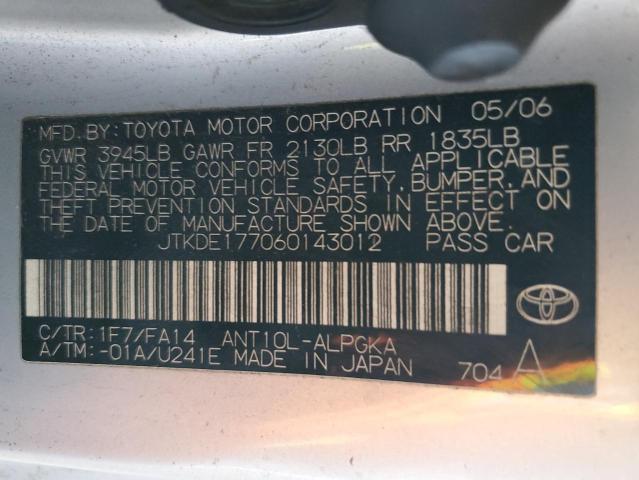 MFD. BY: TOYOTA MOTOR CORPORATION 05/06
GVWR 3945LB GAWR FR 2130LB RR 1835LB
THIS VEHICLE CONFORMS TO ALL APPLICABLE
FEDERAL MOTOR VEHICLE SAFETY, BUMPER, AND
THEFT PREVENTION STANDARDS IN EFFECT ON
THE DATE OF MANUFACTURE SHOWN ABOVE.
JTKDE177060143012 PASS CAR
C/TR: 1F7/FA14 ANT10L-ALPGKA
A/TM: -01A/U241E MADE IN JAPAN 704 A